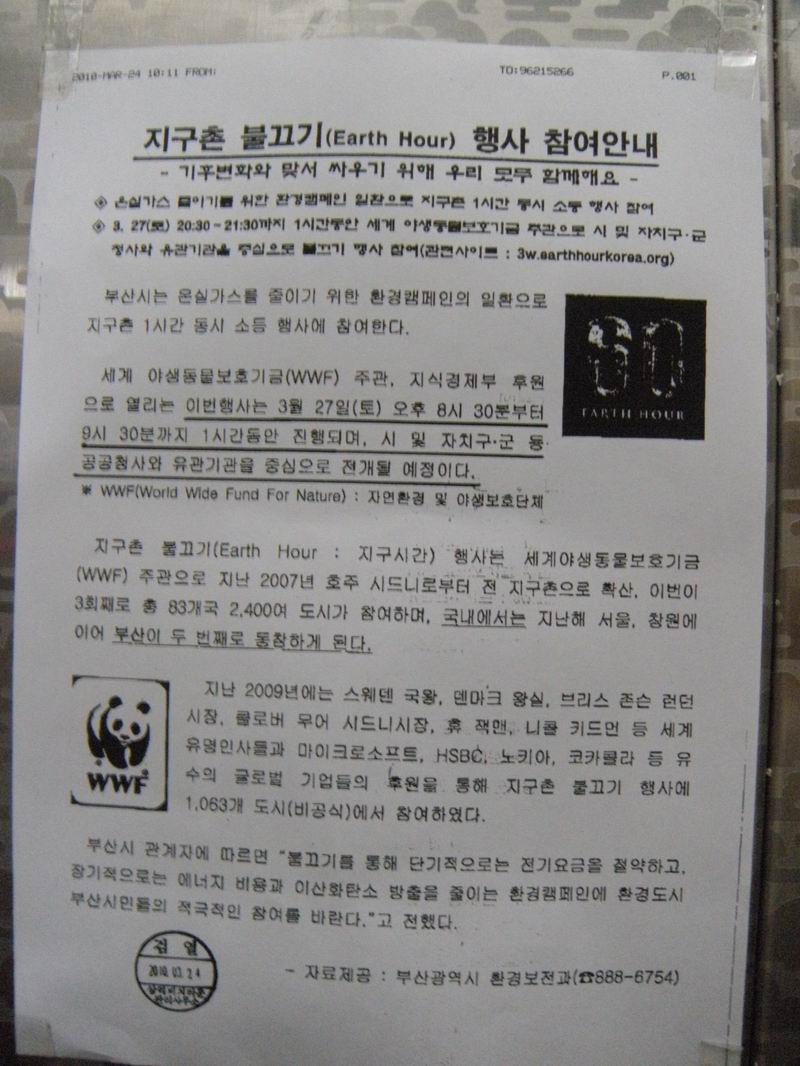 2010-MAR-24 10:11 FROM: TO:96215266 P.001
지구촌 불끄기(Earth Hour) 행사 참여안내
- 기후변화와 맞서 싸우기 위해 우리 모두 함께해요 -
◈ 온실가스 줄이기를 위한 환경캠페인 일환으로 지구촌 1시간 동시 소등 행사 참여
◈ 3. 27(토) 20:30~21:30까지 1시간동안 세계 야생동물보호기금 주관으로 시 및 자치구·군
청사와 유관기관을 중심으로 불끄기 행사 참여(관련사이트 : 3w.earthhourkorea.org)
부산시는 온실가스를 줄이기 위한 환경캠페인의 일환으로
지구촌 1시간 동시 소등 행사에 참여한다.
60
EARTH HOUR
세계 야생동물보호기금(WWF) 주관, 지식경제부 후원
으로 열리는 이번행사는 3월 27일(토) 오후 8시 30분부터
9시 30분까지 1시간동안 진행되며, 시 및 자치구·군 등
공공청사와 유관기관을 중심으로 전개될 예정이다.
※ WWF(World Wide Fund For Nature) : 자연환경 및 야생보호단체
지구촌 불끄기(Earth Hour : 지구시간) 행사는 세계야생동물보호기금
(WWF) 주관으로 지난 2007년 호주 시드니로부터 전 지구촌으로 확산, 이번이
3회째로 총 83개국 2,400여 도시가 참여하며, 국내에서는 지난해 서울, 창원에
이어 부산이 두 번째로 동참하게 된다.
지난 2009년에는 스웨덴 국왕, 덴마크 왕실, 브리스 존슨 런던
시장, 클로버 무어 시드니시장, 휴 잭맨, 니콜 키드먼 등 세계
유명인사들과 마이크로소프트, HSBC, 노키아, 코카콜라 등 유
수의 글로벌 기업들의 후원을 통해 지구촌 불끄기 행사에
1,063개 도시(비공식)에서 참여하였다.
WWF
부산시 관계자에 따르면 "불끄기를 통해 단기적으로는 전기요금을 절약하고,
장기적으로는 에너지 비용과 이산화탄소 방출을 줄이는 환경캠페인에 환경도시
부산시민들의 적극적인 참여를 바란다."고 전했다.
검 열
2010.03.24
관리사무소
- 자료제공 : 부산광역시 환경보전과(☎888-6754)